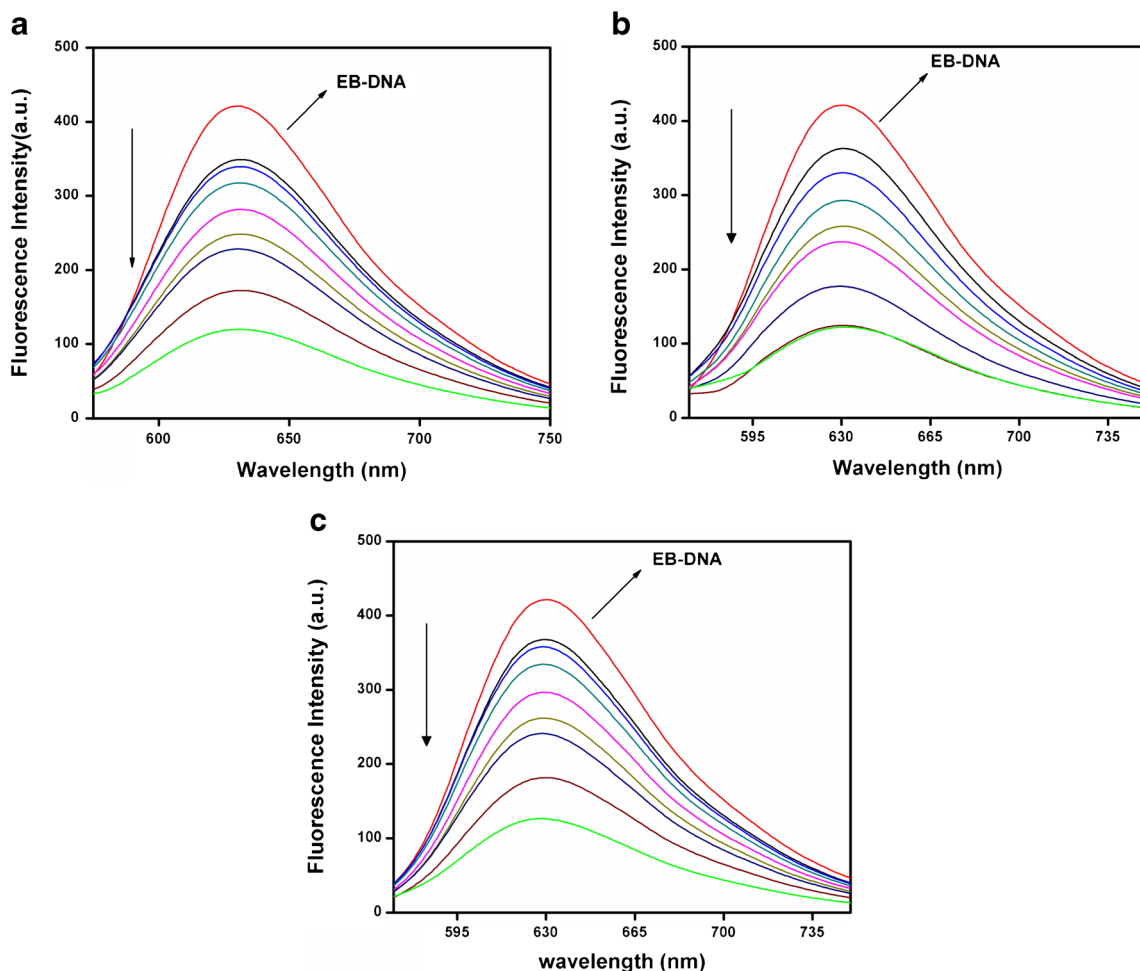 a
500
400
300
200
100
0
Fluorescence Intensity(a.u.)
EB-DNA
600 650 700 750
Wavelength (nm)
b
500
400
300
200
100
0
Fluorescence Intensity (a.u.)
EB-DNA
595 630 665 700 735
Wavelength (nm)
c
500
400
300
200
100
0
Fluorescence Intensity (a.u.)
EB-DNA
595 630 665 700 735
wavelength (nm)